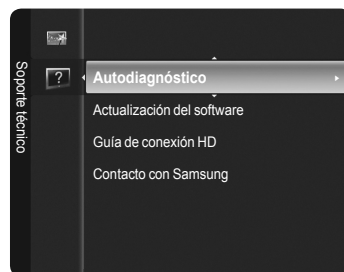 Soporte técnico
?
Autodiagnóstico
Actualización del software
Guía de conexión HD
Contacto con Samsung